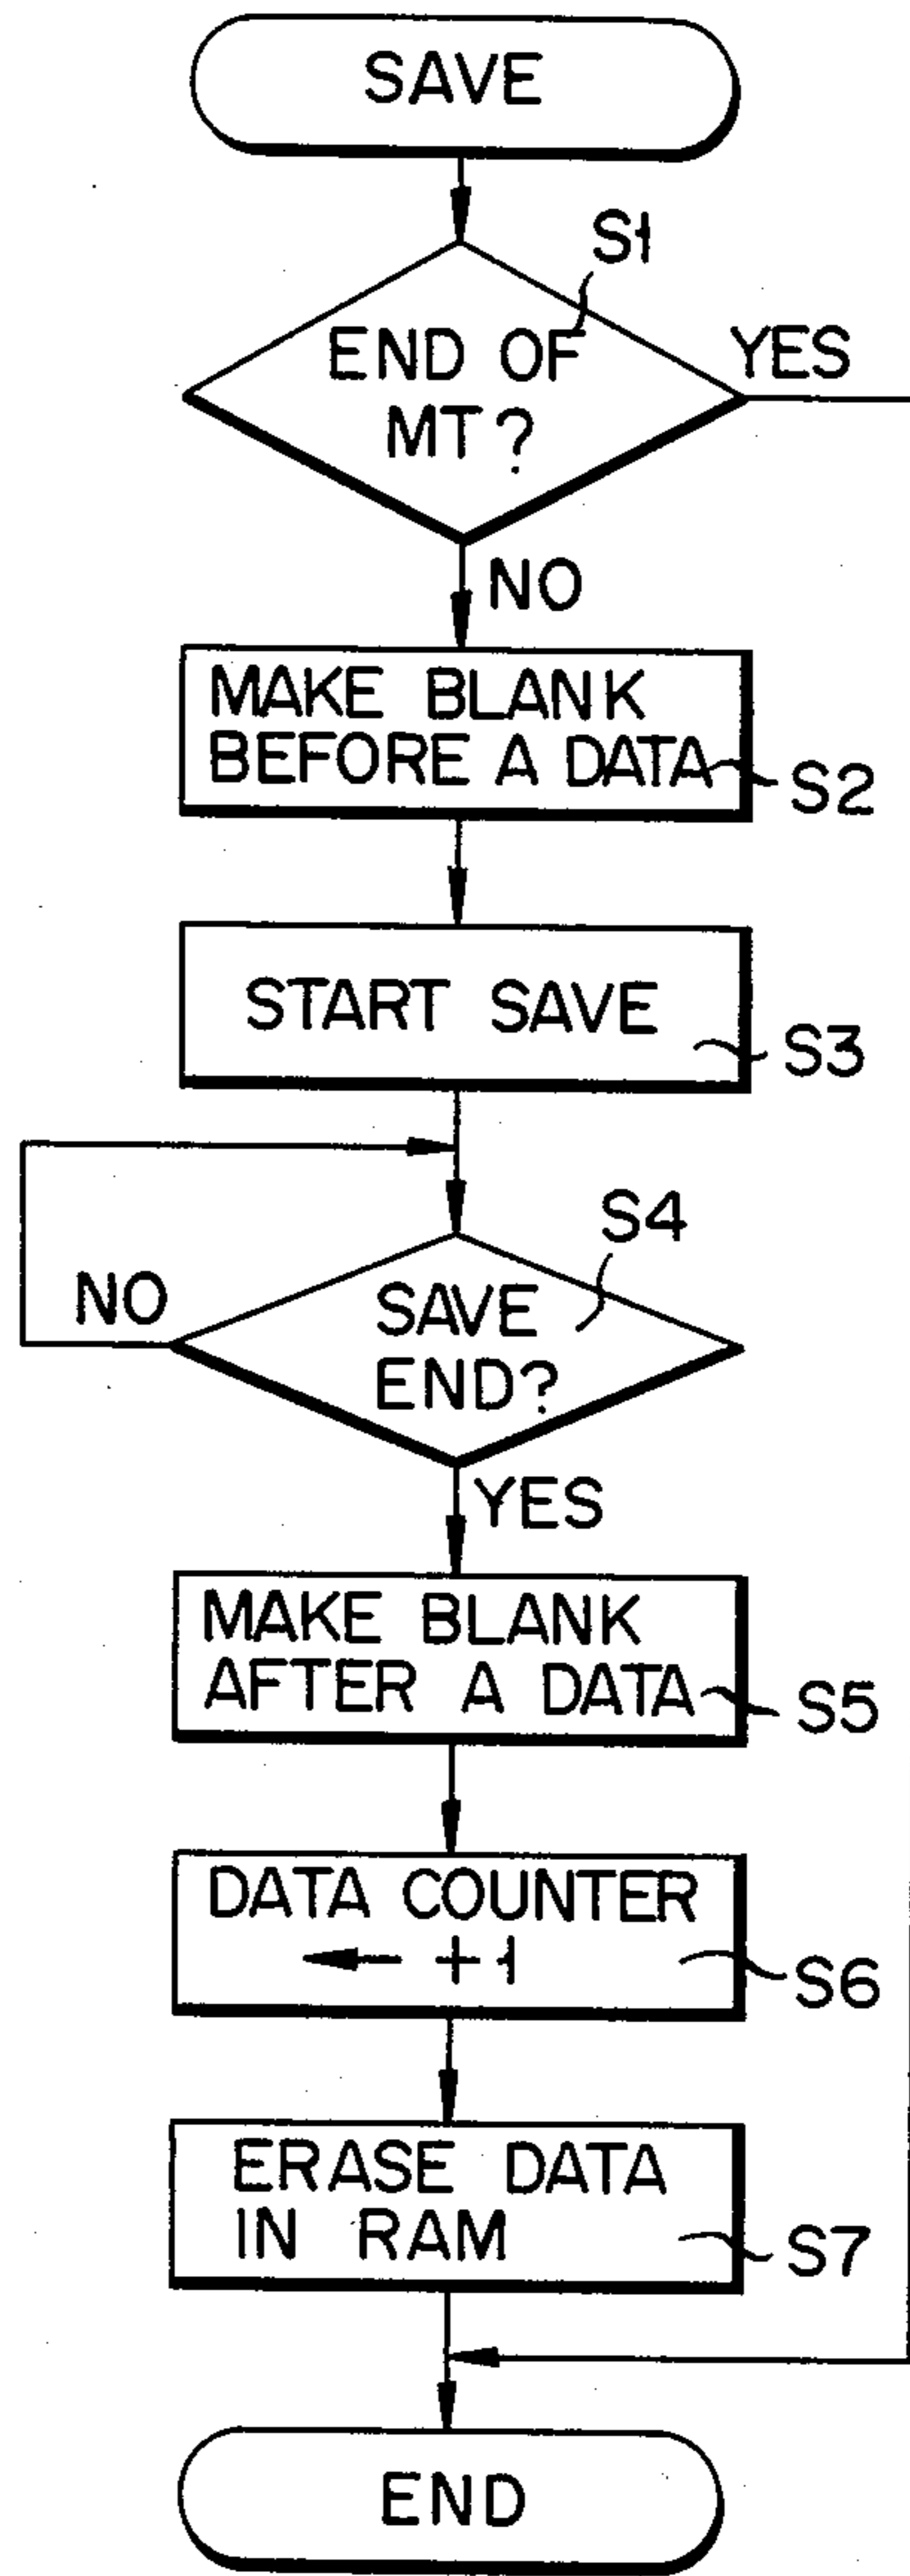 SAVE
S1
END OF
MT?
YES
NO
MAKE BLANK
BEFORE A DATA
S2
START SAVE
S3
S4
NO
SAVE
END?
YES
MAKE BLANK
AFTER A DATA
S5
DATA COUNTER
← +1
S6
ERASE DATA
IN RAM
S7
END